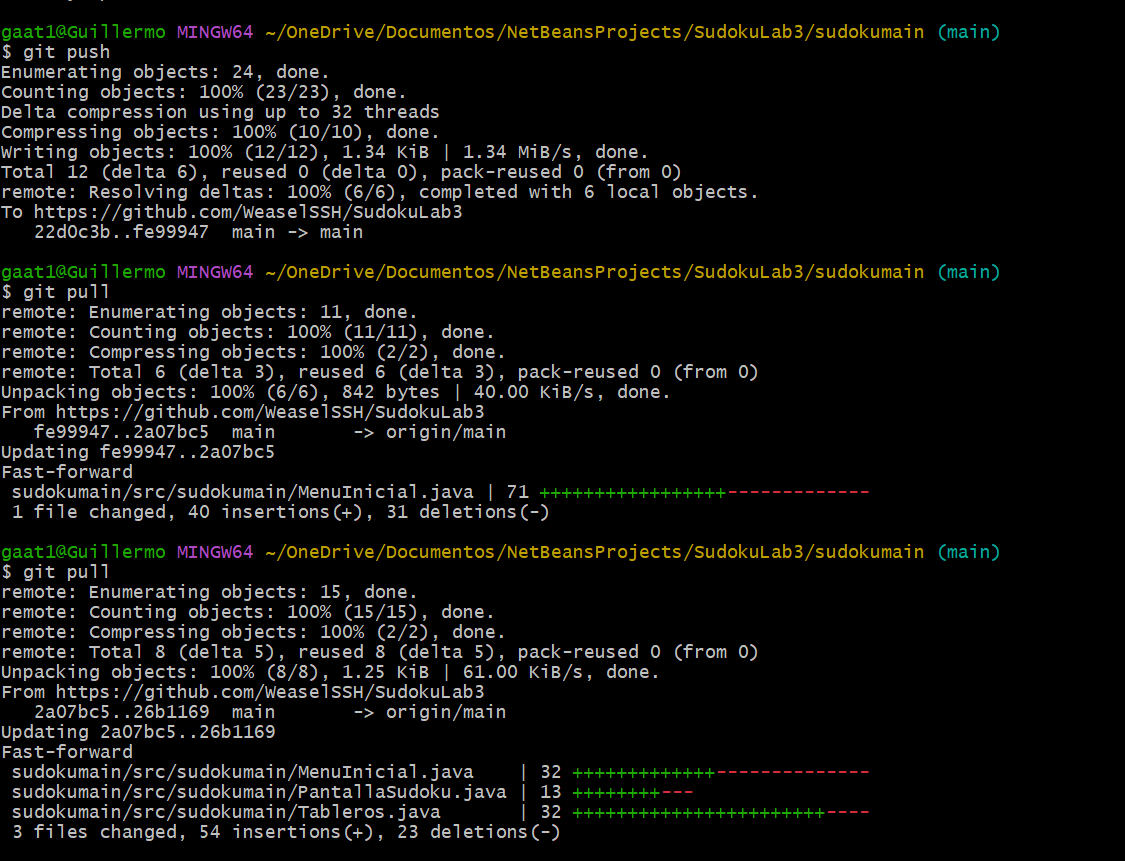 gaat1@Guillermo MINGW64 ~/OneDrive/Documentos/NetBeansProjects/SudokuLab3/sudokumain (main)
$ git push
Enumerating objects: 24, done.
Counting objects: 100% (23/23), done.
Delta compression using up to 32 threads
Compressing objects: 100% (10/10), done.
Writing objects: 100% (12/12), 1.34 KiB | 1.34 MiB/s, done.
Total 12 (delta 6), reused 0 (delta 0), pack-reused 0 (from 0)
remote: Resolving deltas: 100% (6/6), completed with 6 local objects.
To https://github.com/WeaselSSH/SudokuLab3
   22d0c3b..fe99947  main -> main

gaat1@Guillermo MINGW64 ~/OneDrive/Documentos/NetBeansProjects/SudokuLab3/sudokumain (main)
$ git pull
remote: Enumerating objects: 11, done.
remote: Counting objects: 100% (11/11), done.
remote: Compressing objects: 100% (2/2), done.
remote: Total 6 (delta 3), reused 6 (delta 3), pack-reused 0 (from 0)
Unpacking objects: 100% (6/6), 842 bytes | 40.00 KiB/s, done.
From https://github.com/WeaselSSH/SudokuLab3
   fe99947..2a07bc5  main       -> origin/main
Updating fe99947..2a07bc5
Fast-forward
 sudokumain/src/sudokumain/MenuInicial.java | 71 +++++++++++++++++-------------
 1 file changed, 40 insertions(+), 31 deletions(-)

gaat1@Guillermo MINGW64 ~/OneDrive/Documentos/NetBeansProjects/SudokuLab3/sudokumain (main)
$ git pull
remote: Enumerating objects: 15, done.
remote: Counting objects: 100% (15/15), done.
remote: Compressing objects: 100% (2/2), done.
remote: Total 8 (delta 5), reused 8 (delta 5), pack-reused 0 (from 0)
Unpacking objects: 100% (8/8), 1.25 KiB | 61.00 KiB/s, done.
From https://github.com/WeaselSSH/SudokuLab3
   2a07bc5..26b1169  main       -> origin/main
Updating 2a07bc5..26b1169
Fast-forward
 sudokumain/src/sudokumain/MenuInicial.java    | 32 +++++++++++++--------------
 sudokumain/src/sudokumain/PantallaSudoku.java | 13 ++++++++---
 sudokumain/src/sudokumain/Tableros.java       | 32 +++++++++++++++++++++++----
 3 files changed, 54 insertions(+), 23 deletions(-)